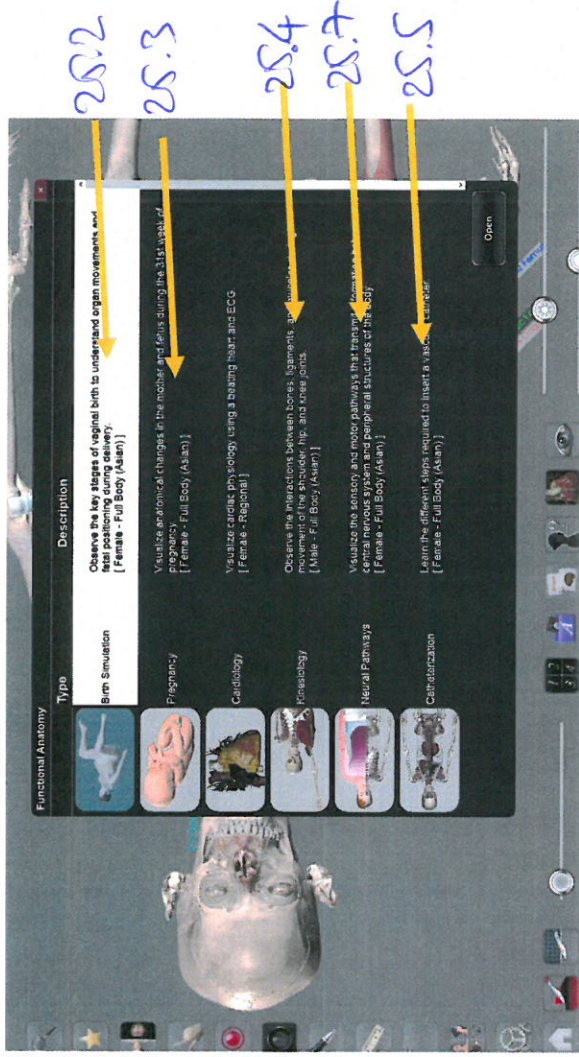 Functional Anatomy
Type
Description
Birth Simulation
Observe the key stages of vaginal birth to understand organ movements and
fetal positioning during delivery.
[ Female - Full Body (Asian) ]
25.2
Pregnancy
Visualize anatomical changes in the mother and fetus during the 31st week of
pregnancy.
[ Female - Full Body (Asian) ]
25.3
Cardiology
Visualize cardiac physiology using a beating heart and ECG.
[ Female - Regional ]
Kinesiology
Observe the interactions between bones, ligaments, and
movement of the shoulder, hip, and knee joints.
[ Male - Full Body (Asian) ]
25.4
Neural Pathways
Visualize the sensory and motor pathways that
central nervous system and peripheral structures of the body
[ Female - Full Body (Asian) ]
25.7
Catheterization
Learn the different steps required to insert a catheter.
[ Female - Full Body (Asian) ]
25.5
Open